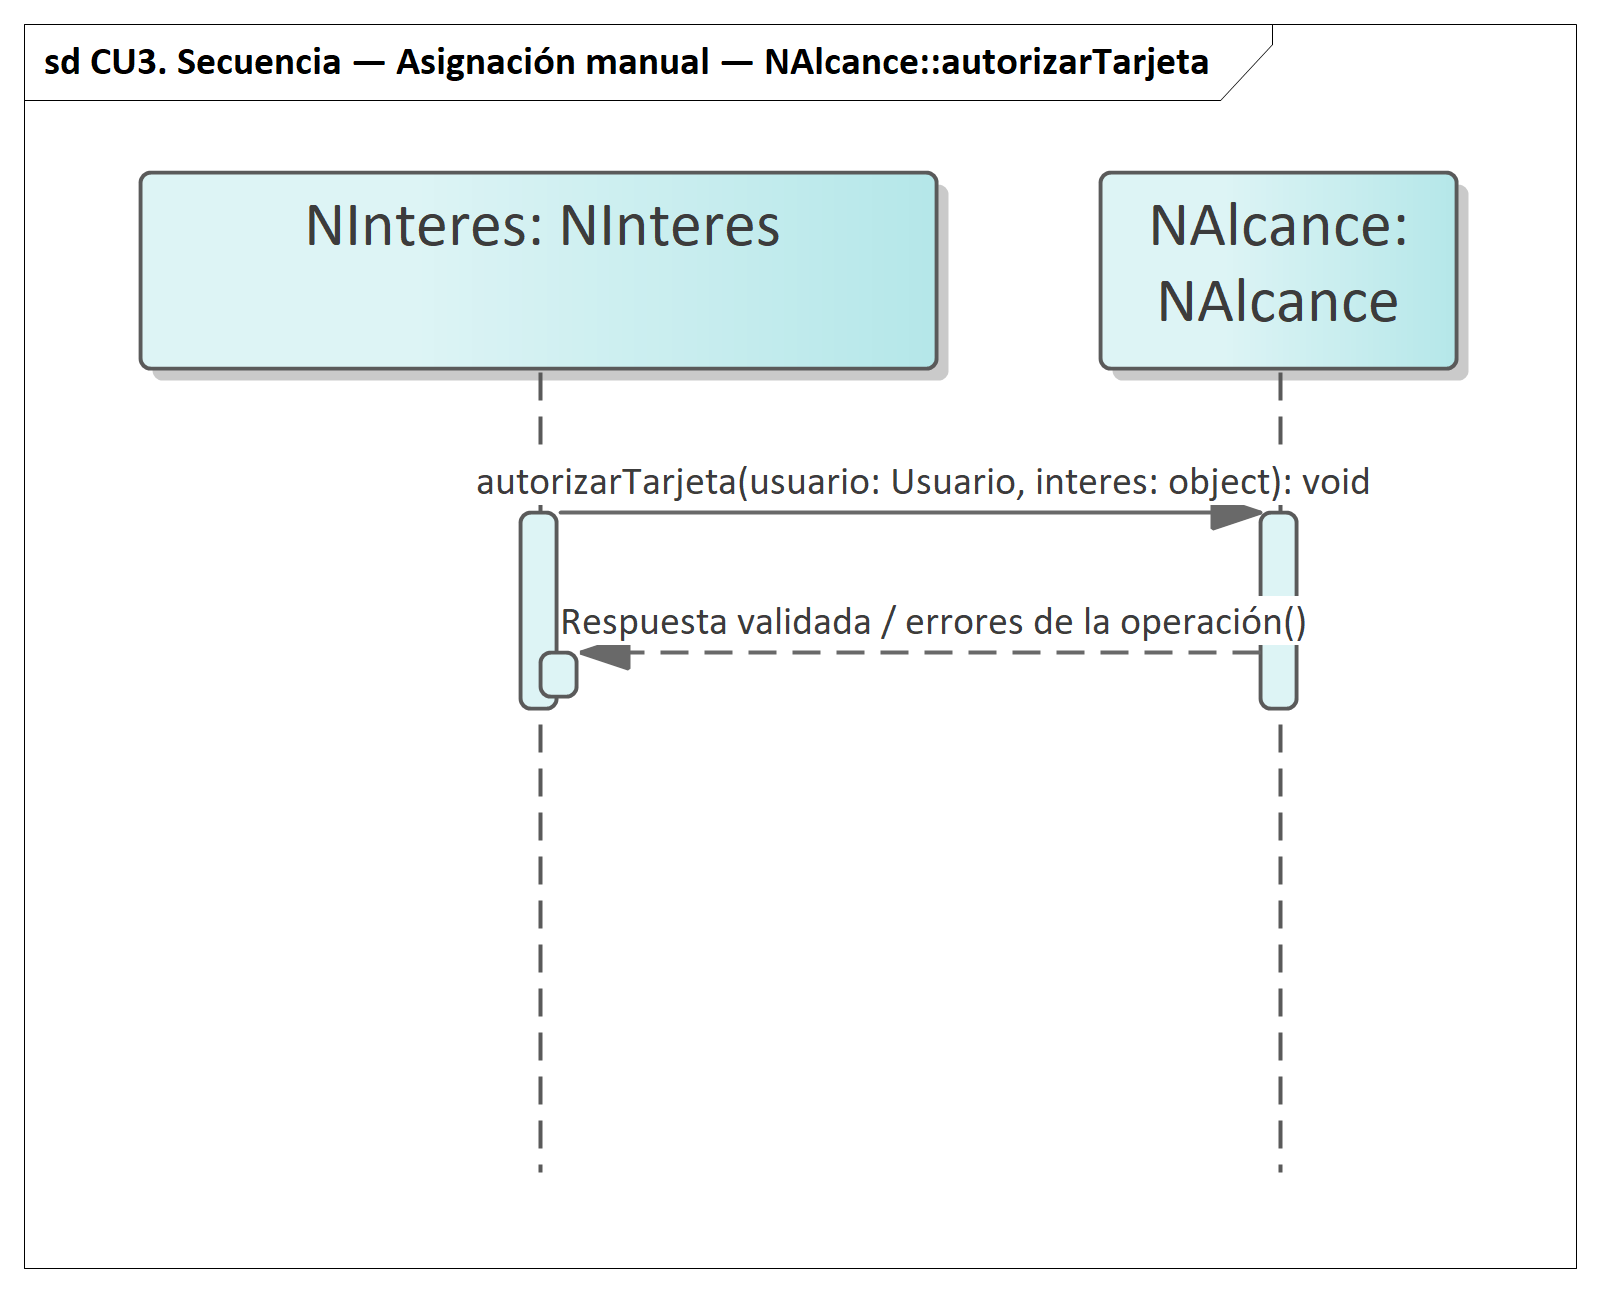 sd CU3. Secuencia — Asignación manual — NAlcance::autorizarTarjeta
NInteres: NInteres
NAlcance:
NAlcance
autorizarTarjeta(usuario: Usuario, interes: object): void
Respuesta validada / errores de la operación()